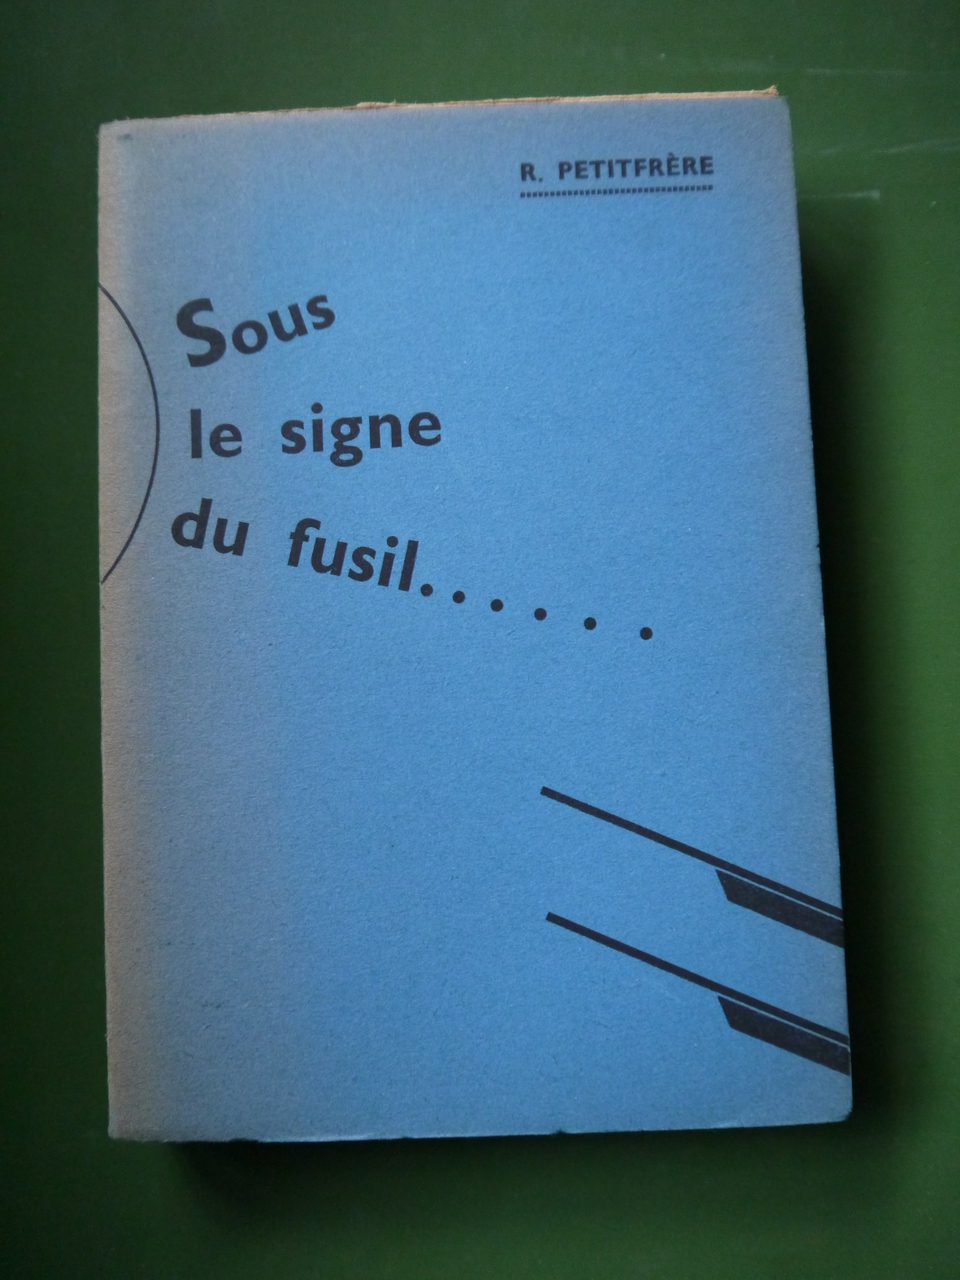 R. PETITFRÈRE
Sous
le signe
du fusil......